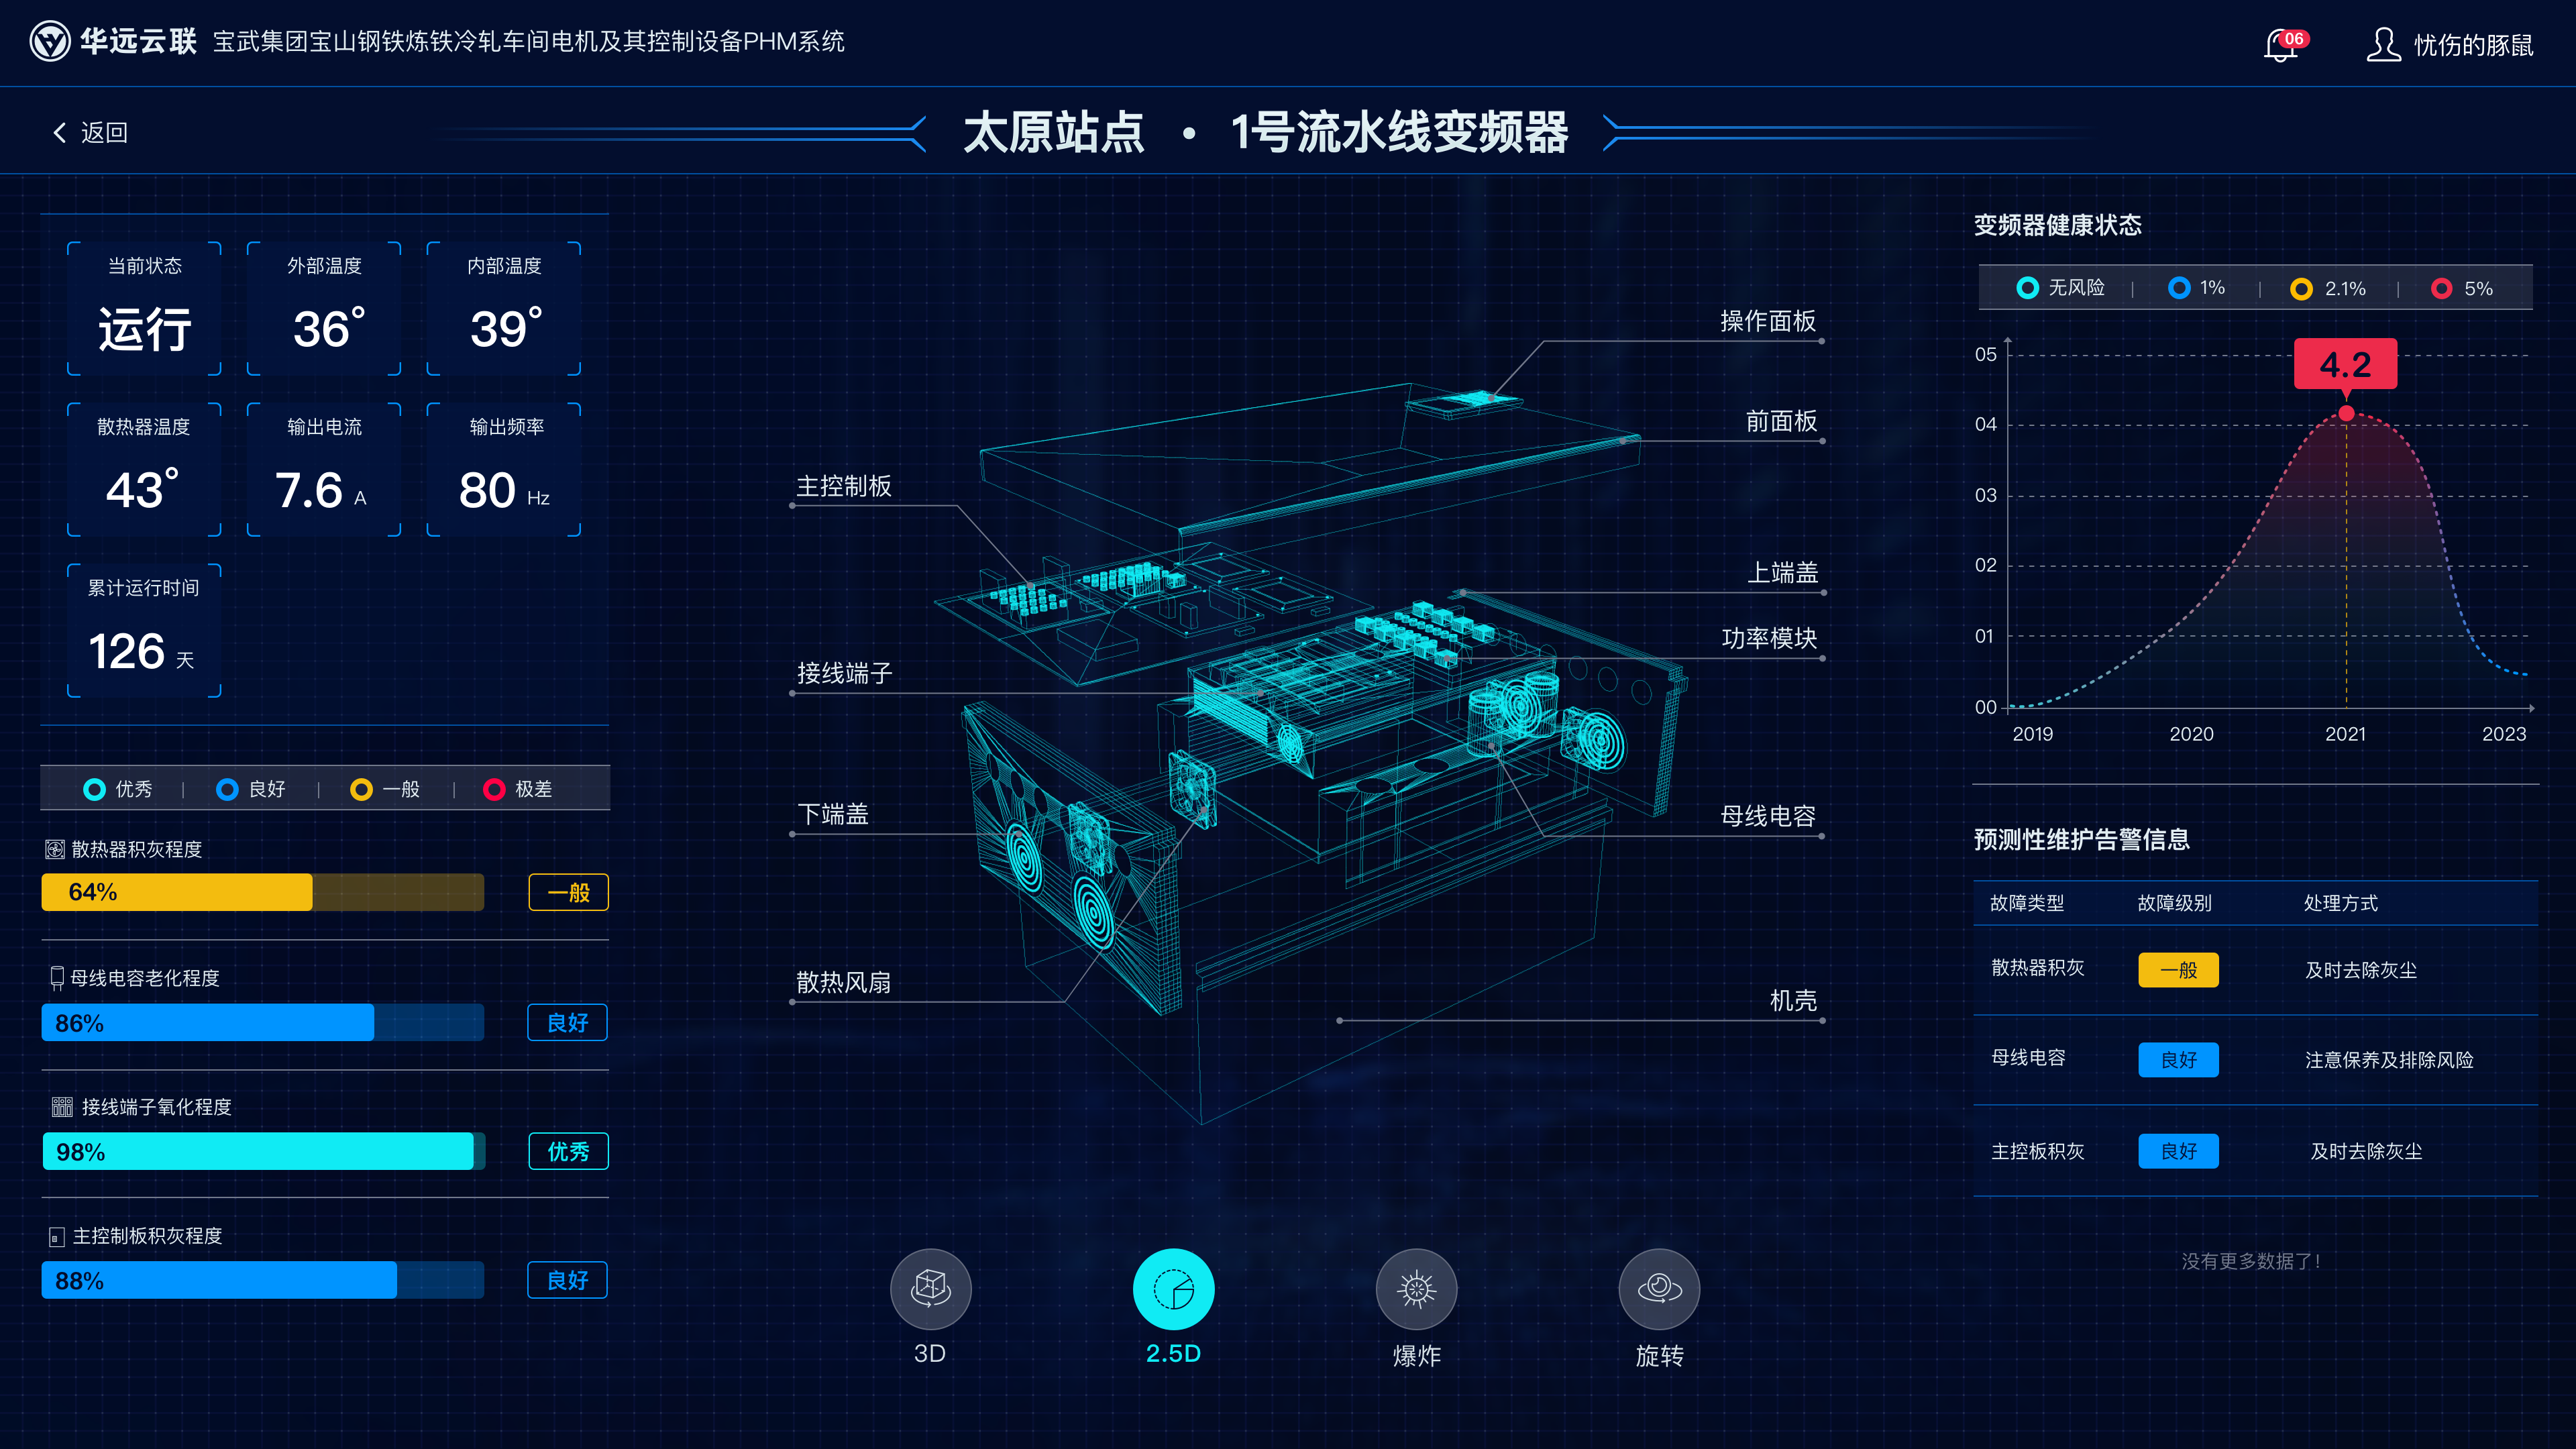 华远云联 宝武集团宝山钢铁炼铁冷轧车间电机及其控制设备PHM系统
06
忧伤的豚鼠
返回
太原站点 • 1号流水线变频器
当前状态
运行
外部温度
36°
内部温度
39°
散热器温度
43°
输出电流
7.6 A
输出频率
80 Hz
累计运行时间
126 天
优秀 | 良好 | 一般 | 极差
散热器积灰程度
64%
一般
母线电容老化程度
86%
良好
接线端子氧化程度
98%
优秀
主控制板积灰程度
88%
良好
主控制板
接线端子
下端盖
散热风扇
操作面板
前面板
上端盖
功率模块
母线电容
机壳
3D
2.5D
爆炸
旋转
变频器健康状态
无风险 | 1% | 2.1% | 5%
4.2
05
04
03
02
01
00
2019 2020 2021 2023
预测性维护告警信息
故障类型 故障级别 处理方式
散热器积灰 一般 及时去除灰尘
母线电容 良好 注意保养及排除风险
主控板积灰 良好 及时去除灰尘
没有更多数据了！